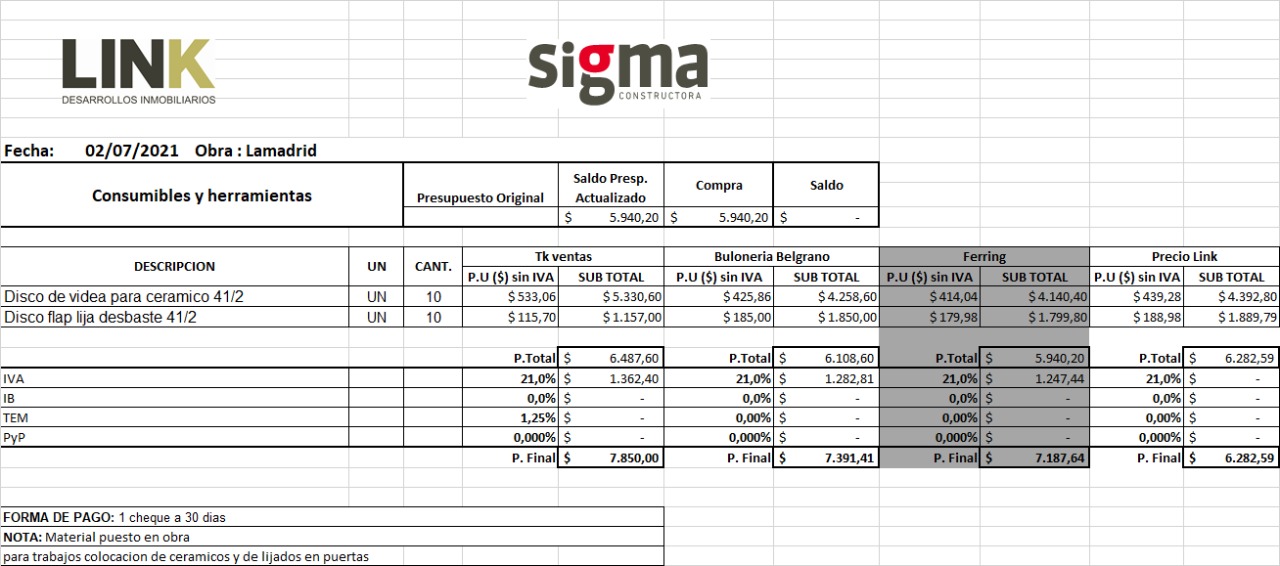 LINK
DESARROLLOS INMOBILIARIOS
sigma
CONSTRUCTORA
Fecha: 02/07/2021 Obra : Lamadrid
Consumibles y herramientas
Presupuesto Original Saldo Presp. Actualizado Compra Saldo
$ 5.940,20 $ 5.940,20 $ -
Tk ventas Buloneria Belgrano Ferring Precio Link
DESCRIPCION UN CANT. P.U ($) sin IVA SUB TOTAL P.U ($) sin IVA SUB TOTAL P.U ($) sin IVA SUB TOTAL P.U ($) sin IVA SUB TOTAL
Disco de videa para ceramico 41/2 UN 10 $ 533,06 $ 5.330,60 $ 425,86 $ 4.258,60 $ 414,04 $ 4.140,40 $ 439,28 $ 4.392,80
Disco flap lija desbaste 41/2 UN 10 $ 115,70 $ 1.157,00 $ 185,00 $ 1.850,00 $ 179,98 $ 1.799,80 $ 188,98 $ 1.889,79
P.Total $ 6.487,60 P.Total $ 6.108,60 P.Total $ 5.940,20 P.Total $ 6.282,59
IVA 21,0% $ 1.362,40 21,0% $ 1.282,81 21,0% $ 1.247,44 21,0% $ -
IB 0,0% $ - 0,0% $ - 0,0% $ - 0,0% $ -
TEM 1,25% $ - 0,00% $ - 0,00% $ - 0,00% $ -
PyP 0,000% $ - 0,000% $ - 0,000% $ - 0,000% $ -
P. Final $ 7.850,00 P. Final $ 7.391,41 P. Final $ 7.187,64 P. Final $ 6.282,59
FORMA DE PAGO: 1 cheque a 30 dias
NOTA: Material puesto en obra
para trabajos colocacion de ceramicos y de lijados en puertas